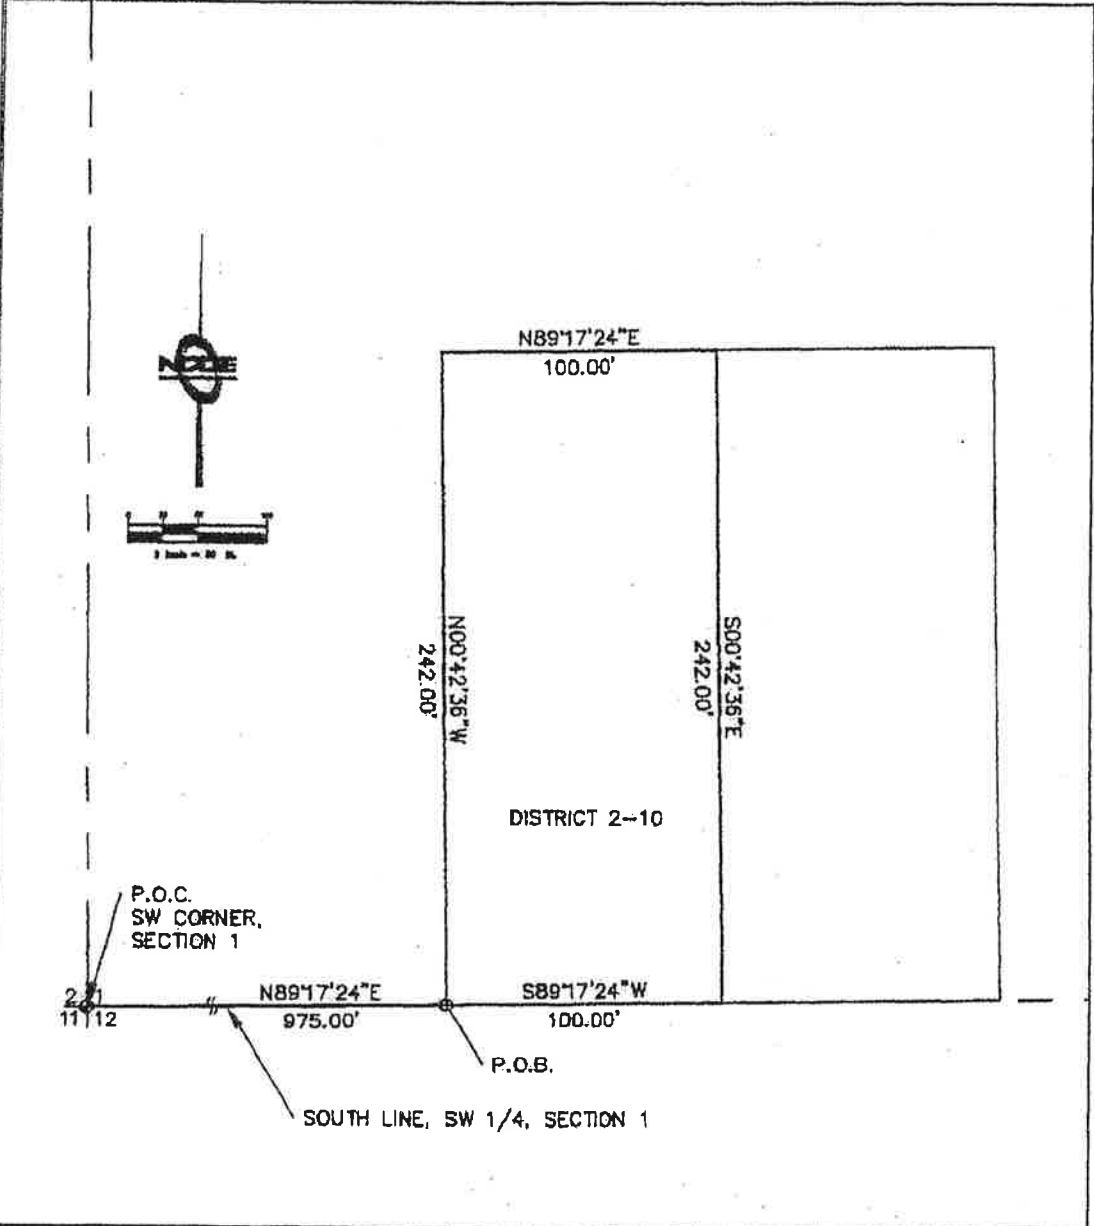 N89°17'24"E
100.00'
N00°42'36"W
242.00'
S00°42'36"E
242.00'
DISTRICT 2-10
P.O.C.
SW CORNER,
SECTION 1
2 1
11 12
N89°17'24"E
975.00'
S89°17'24"W
100.00'
P.O.B.
SOUTH LINE, SW 1/4, SECTION 1